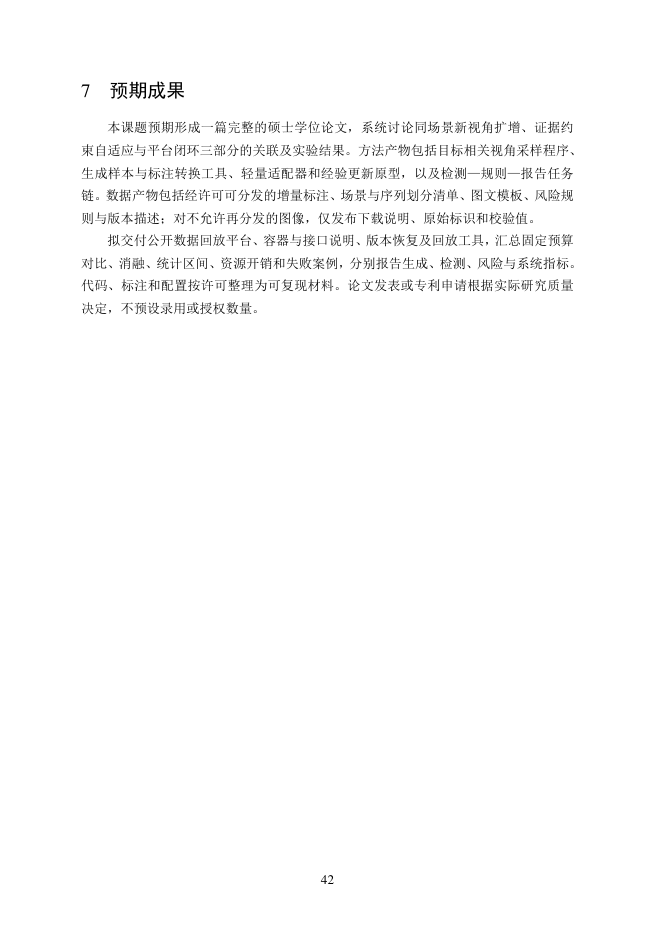 7 预期成果
本课题预期形成一篇完整的硕士学位论文，系统讨论同场景新视角扩增、证据约
束自适应与平台闭环三部分的关联及实验结果。方法产物包括目标相关视角采样程序、
生成样本与标注转换工具、轻量适配器和经验更新原型，以及检测—规则—报告任务
链。数据产物包括经许可可分发的增量标注、场景与序列划分清单、图文模板、风险规
则与版本描述；对不允许再分发的图像，仅发布下载说明、原始标识和校验值。
拟交付公开数据回放平台、容器与接口说明、版本恢复及回放工具，汇总固定预算
对比、消融、统计区间、资源开销和失败案例，分别报告生成、检测、风险与系统指标。
代码、标注和配置按许可整理为可复现材料。论文发表或专利申请根据实际研究质量
决定，不预设录用或授权数量。
42